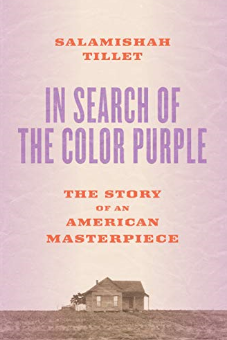 SALAMISHAH
TILLET
IN SEARCH OF
THE COLOR PURPLE
THE STORY
OF AN
AMERICAN
MASTERPIECE